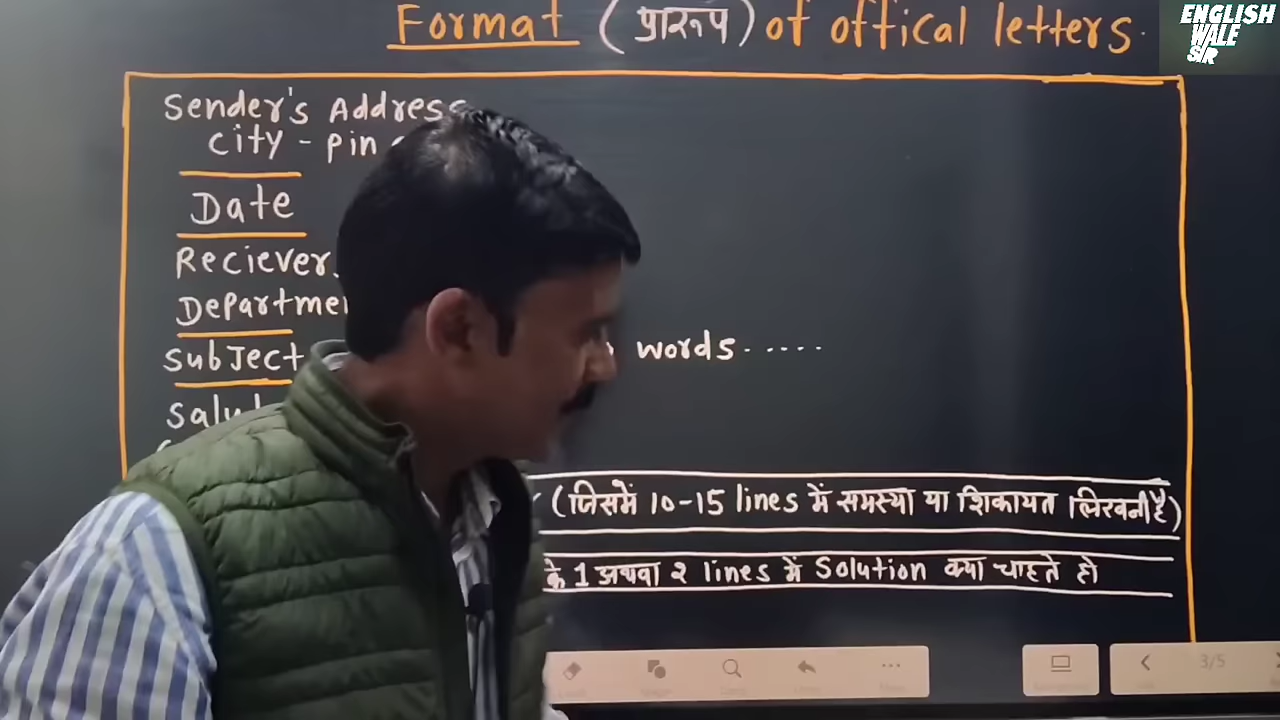 Format (प्रारूप) of offical letters.
ENGLISH
WALE
SIR
Sender's Address
City - Pin
Date
Reciever
Departmen
Subject words.....
Salut
(जिसमें 10-15 lines में समस्या या शिकायत लिखनी है)
के 1 अथवा 2 lines में Solution क्या चाहते हो
3/5